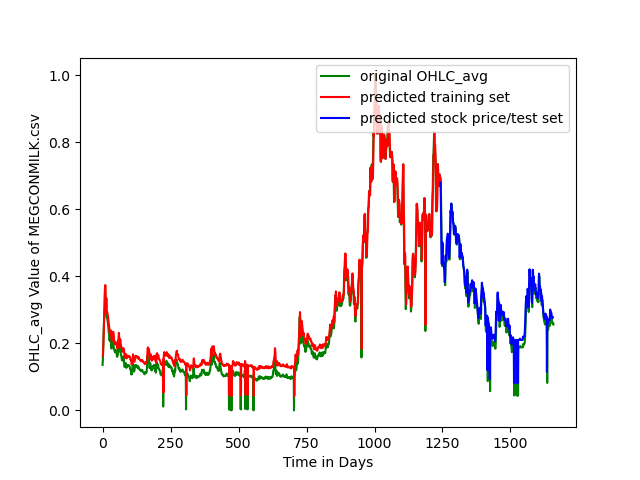 original OHLC_avg
predicted training set
predicted stock price/test set
OHLC_avg Value of MEGCONMILK.csv
1.0
0.8
0.6
0.4
0.2
0.0
0 250 500 750 1000 1250 1500
Time in Days